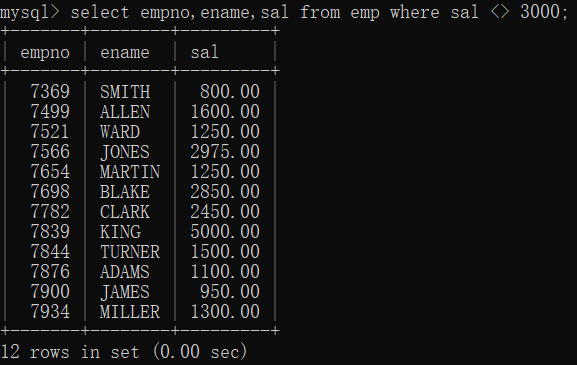 mysql> select empno,ename,sal from emp where sal <> 3000;
+-------+--------+---------+
| empno | ename  | sal     |
+-------+--------+---------+
|  7369 | SMITH  |  800.00 |
|  7499 | ALLEN  | 1600.00 |
|  7521 | WARD   | 1250.00 |
|  7566 | JONES  | 2975.00 |
|  7654 | MARTIN | 1250.00 |
|  7698 | BLAKE  | 2850.00 |
|  7782 | CLARK  | 2450.00 |
|  7839 | KING   | 5000.00 |
|  7844 | TURNER | 1500.00 |
|  7876 | ADAMS  | 1100.00 |
|  7900 | JAMES  |  950.00 |
|  7934 | MILLER | 1300.00 |
+-------+--------+---------+
12 rows in set (0.00 sec)